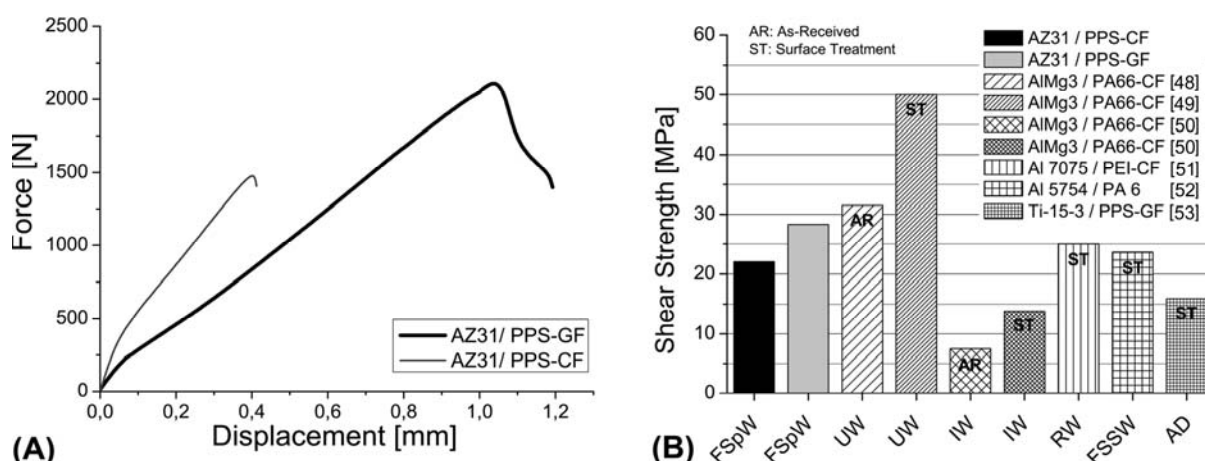 2500
2000
1500
1000
500
0
Force [N]
0,0 0,2 0,4 0,6 0,8 1,0 1,2
Displacement [mm]
AZ31/ PPS-GF
AZ31/ PPS-CF
(A)
60
50
40
30
20
10
0
Shear Strength [MPa]
AR: As-Received
ST: Surface Treatment
AZ31 / PPS-CF
AZ31 / PPS-GF
AlMg3 / PA66-CF [48]
AlMg3 / PA66-CF [49]
AlMg3 / PA66-CF [50]
AlMg3 / PA66-CF [50]
Al 7075 / PEI-CF [51]
Al 5754 / PA 6 [52]
Ti-15-3 / PPS-GF [53]
AR
ST
AR
ST
ST
ST
ST
FSpW
FSpW
UW
UW
IW
IW
RW
FSSW
AD
(B)